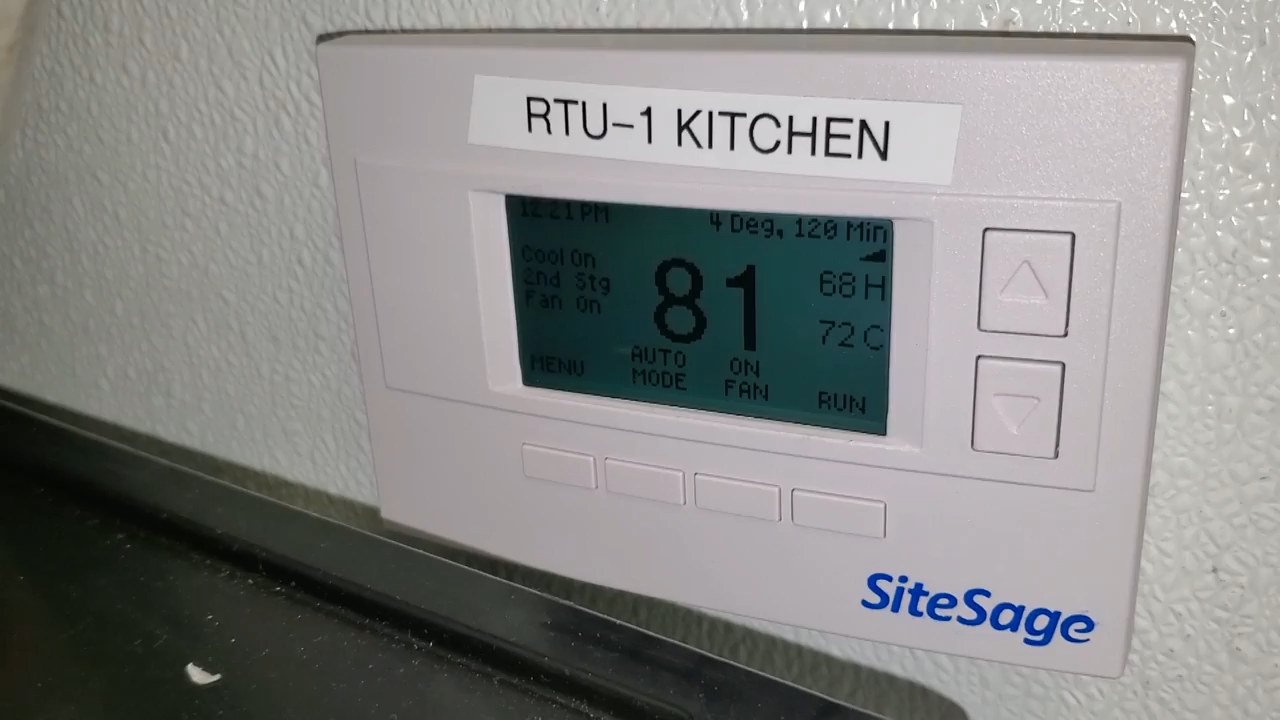 RTU-1 KITCHEN
12:21 PM
4 Deg, 120 Min
Cool On
2nd Stg
Fan On
81
68 H
72 C
MENU
AUTO
MODE
ON
FAN
RUN
SiteSage